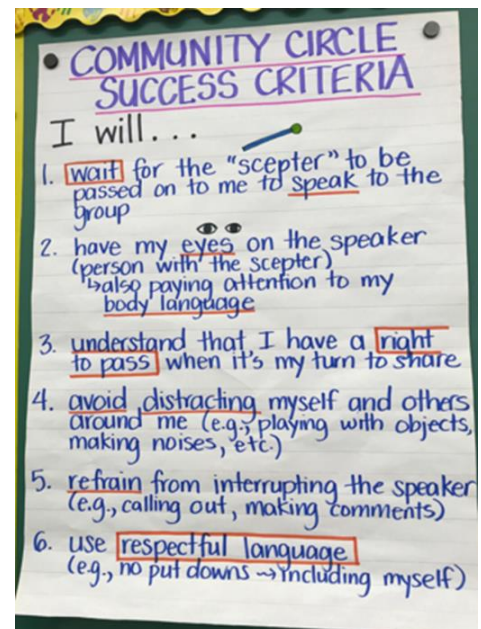 COMMUNITY CIRCLE
SUCCESS CRITERIA
I will...
1. wait for the "scepter" to be
passed on to me to speak to the
group
2. have my eyes on the speaker
(person with the scepter)
↳also paying attention to my
body language
3. understand that I have a right
to pass when it's my turn to share
4. avoid distracting myself and others
around me (e.g., playing with objects,
making noises, etc.)
5. refrain from interrupting the speaker
(e.g., calling out, making comments)
6. use respectful language
(e.g., no put downs → including myself)